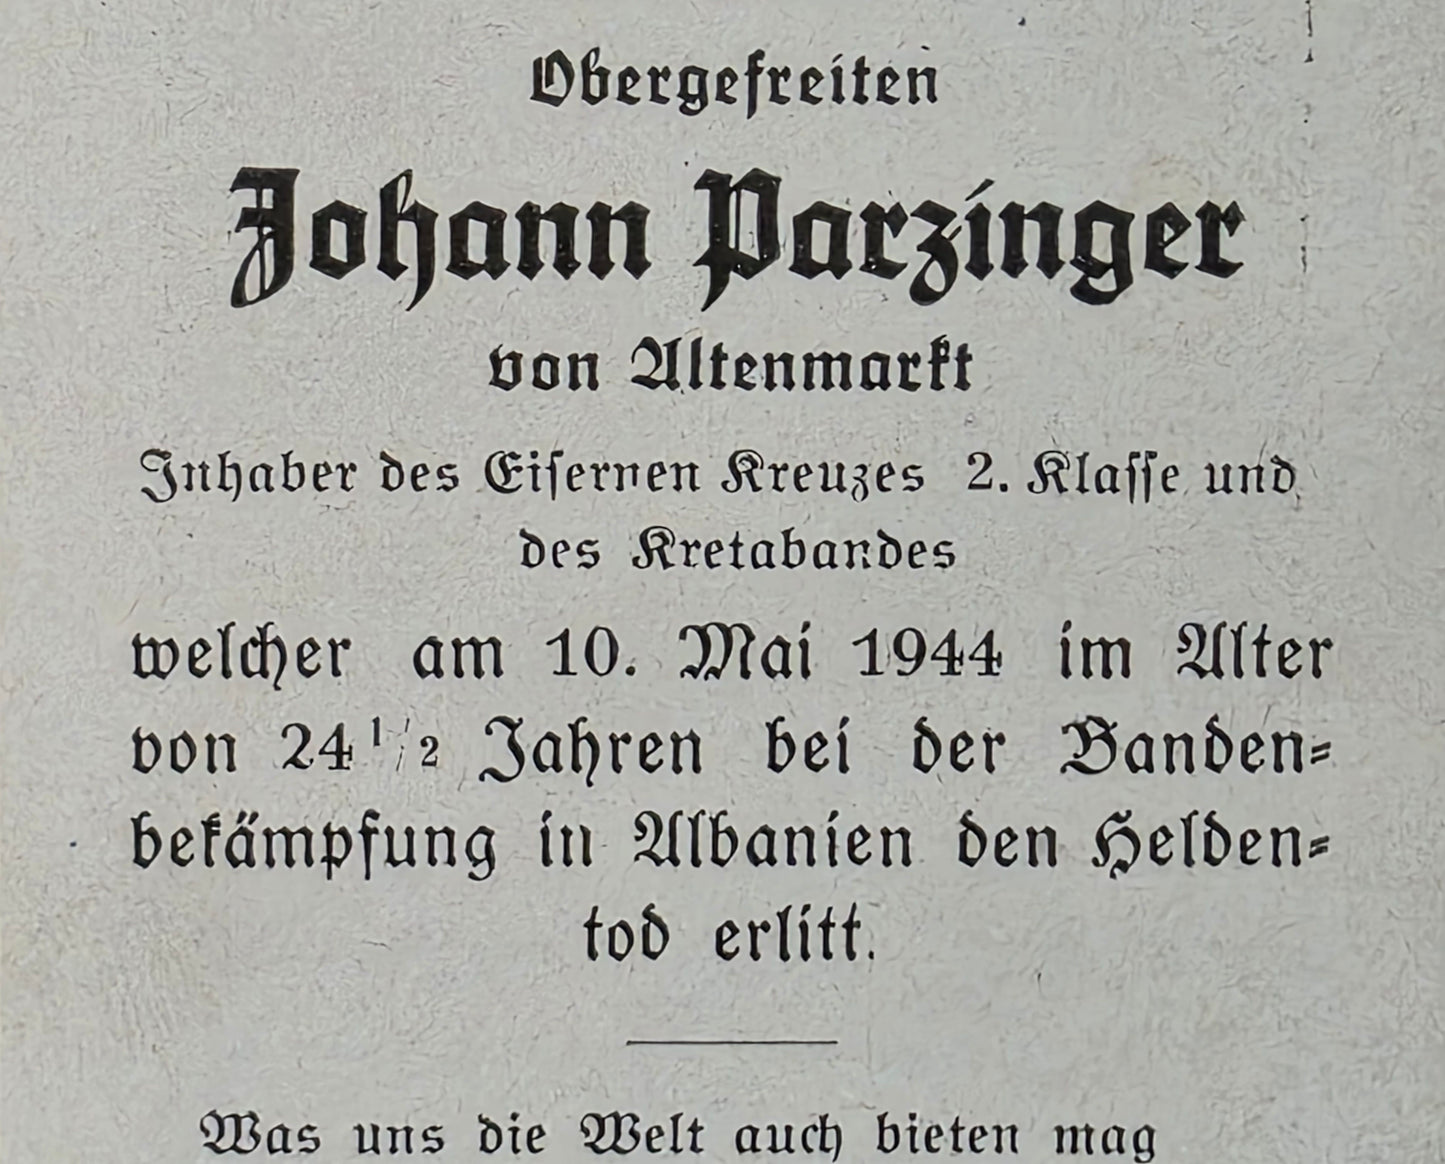 Obergefreiten
Johann Parzinger
von Altenmarkt
Inhaber des Eisernen Kreuzes 2. Klasse und
des Kretabandes
welcher am 10. Mai 1944 im Alter
von 24 1/2 Jahren bei der Banden-
bekämpfung in Albanien den Helden-
tod erlitt.
Was uns die Welt auch bieten mag